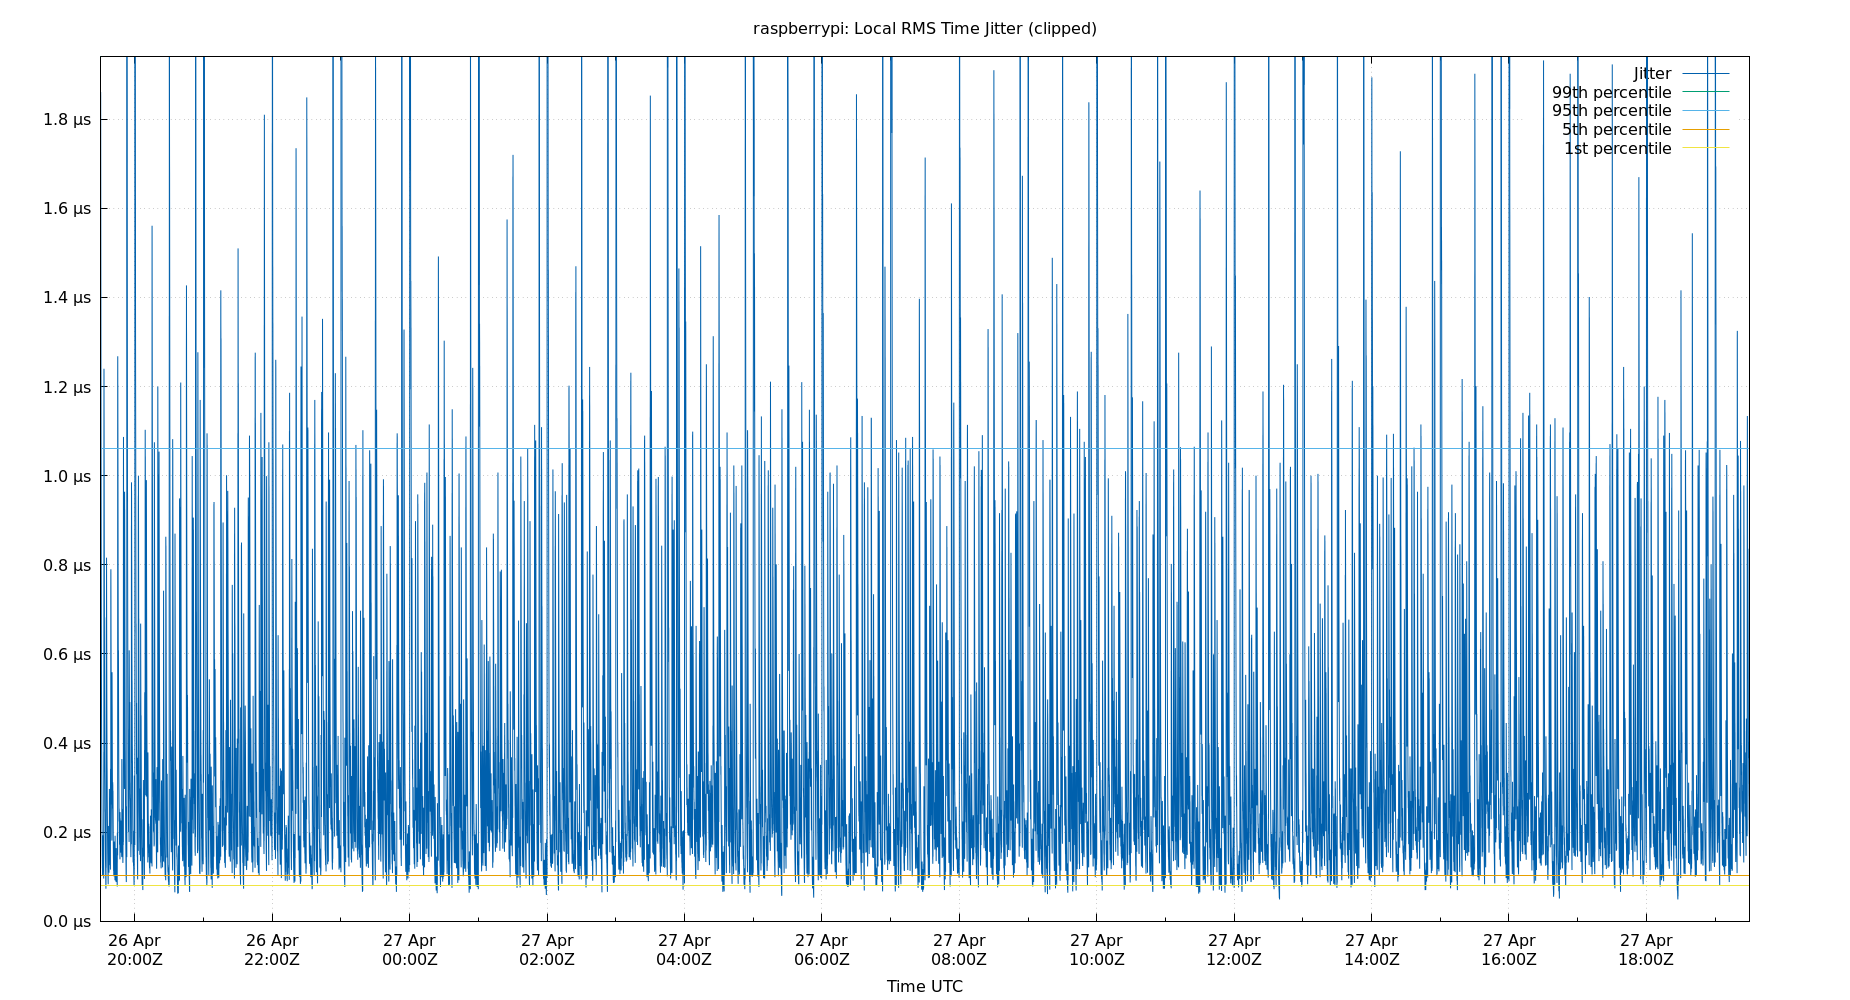 raspberrypi: Local RMS Time Jitter (clipped)
Jitter
99th percentile
95th percentile
5th percentile
1st percentile
1.8 µs
1.6 µs
1.4 µs
1.2 µs
1.0 µs
0.8 µs
0.6 µs
0.4 µs
0.2 µs
0.0 µs
26 Apr 26 Apr 27 Apr 27 Apr 27 Apr 27 Apr 27 Apr 27 Apr 27 Apr 27 Apr 27 Apr 27 Apr
20:00Z 22:00Z 00:00Z 02:00Z 04:00Z 06:00Z 08:00Z 10:00Z 12:00Z 14:00Z 16:00Z 18:00Z
Time UTC